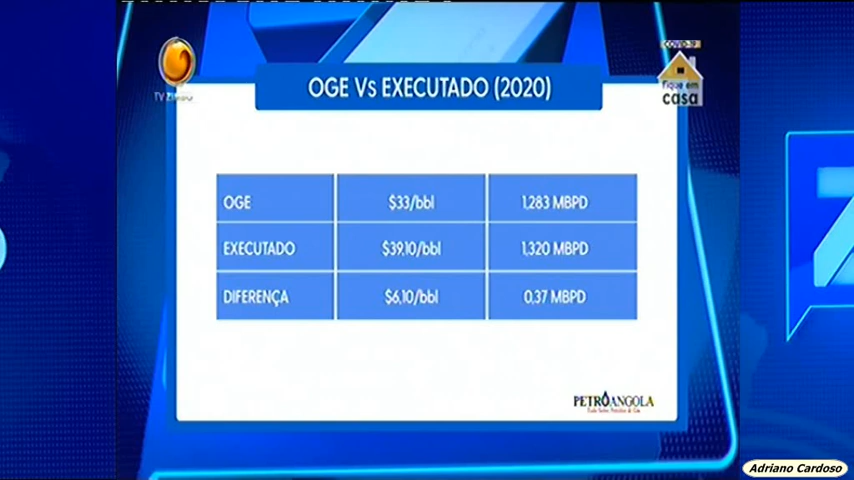 COVID-19
Fique em
casa
TV ZIMBO
OGE Vs EXECUTADO (2020)
OGE $33/bbl 1,283 MBPD
EXECUTADO $39,10/bbl 1,320 MBPD
DIFERENÇA $6,10/bbl 0,37 MBPD
PETROANGOLA
Adriano Cardoso